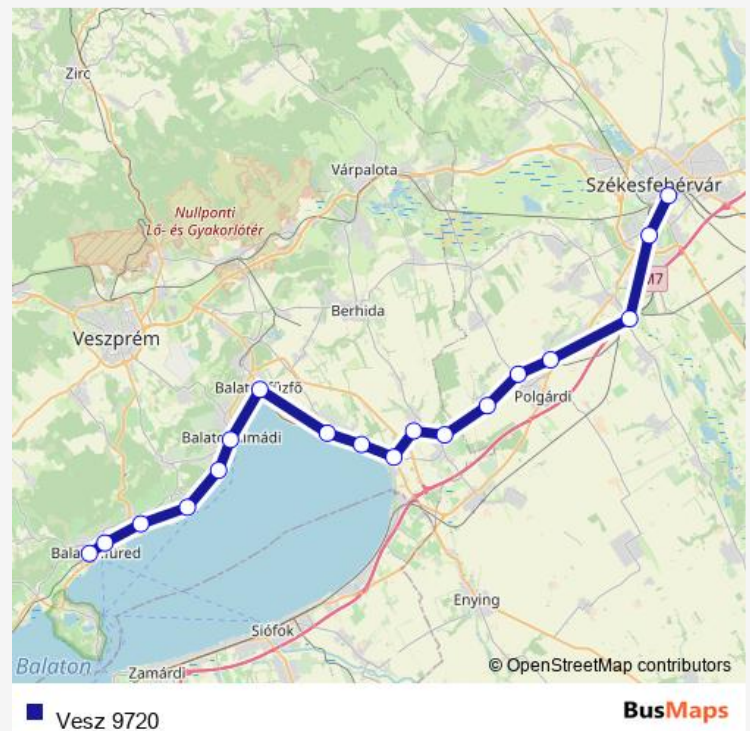 Zirc
Várpalota
Székesfehérvár
Nullponti
Lő- és Gyakorlótér
M7
Berhida
Veszprém
Polgárdi
Enying
Siófok
Balaton
Zamárdi
© OpenStreetMap contributors
Vesz 9720
BusMaps